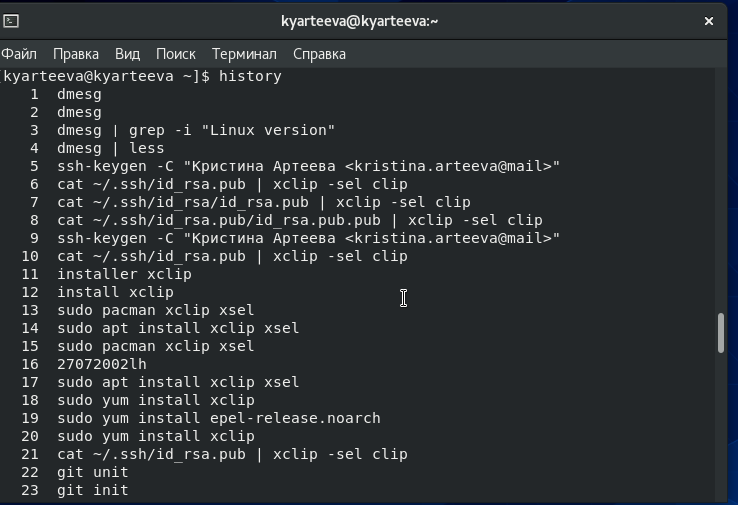 kyarteeva@kyarteeva:~
Файл Правка Вид Поиск Терминал Справка
[kyarteeva@kyarteeva ~]$ history
1 dmesg
2 dmesg
3 dmesg | grep -i "Linux version"
4 dmesg | less
5 ssh-keygen -C "Кристина Артеева <kristina.arteeva@mail>"
6 cat ~/.ssh/id_rsa.pub | xclip -sel clip
7 cat ~/.ssh/id_rsa/id_rsa.pub | xclip -sel clip
8 cat ~/.ssh/id_rsa.pub/id_rsa.pub.pub | xclip -sel clip
9 ssh-keygen -C "Кристина Артеева <kristina.arteeva@mail>"
10 cat ~/.ssh/id_rsa.pub | xclip -sel clip
11 installer xclip
12 install xclip
13 sudo pacman xclip xsel
14 sudo apt install xclip xsel
15 sudo pacman xclip xsel
16 27072002lh
17 sudo apt install xclip xsel
18 sudo yum install xclip
19 sudo yum install epel-release.noarch
20 sudo yum install xclip
21 cat ~/.ssh/id_rsa.pub | xclip -sel clip
22 git unit
23 git init